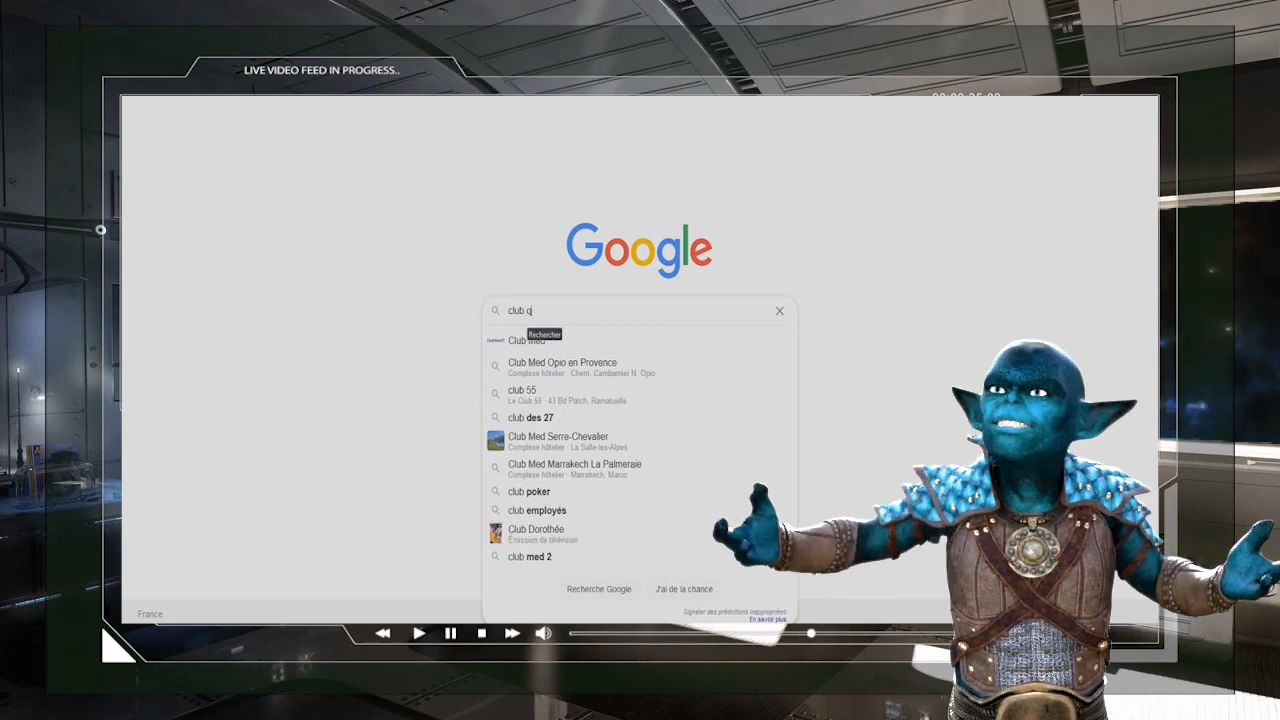 LIVE VIDEO FEED IN PROGRESS..
Google
club q
Rechercher
Club Med
Club Med Opio en Provence
Complexe hôtelier · Chem. Cambarnier N, Opio
club 55
Le Club 55 · 43 Bd Patch, Ramatuelle
club des 27
Club Med Serre-Chevalier
Complexe hôtelier · La Salle-les-Alpes
Club Med Marrakech La Palmeraie
Complexe hôtelier · Marrakech, Maroc
club poker
club employés
Club Dorothée
Émission de télévision
club med 2
Recherche Google
J'ai de la chance
Signaler des prédictions inappropriées
En savoir plus
France